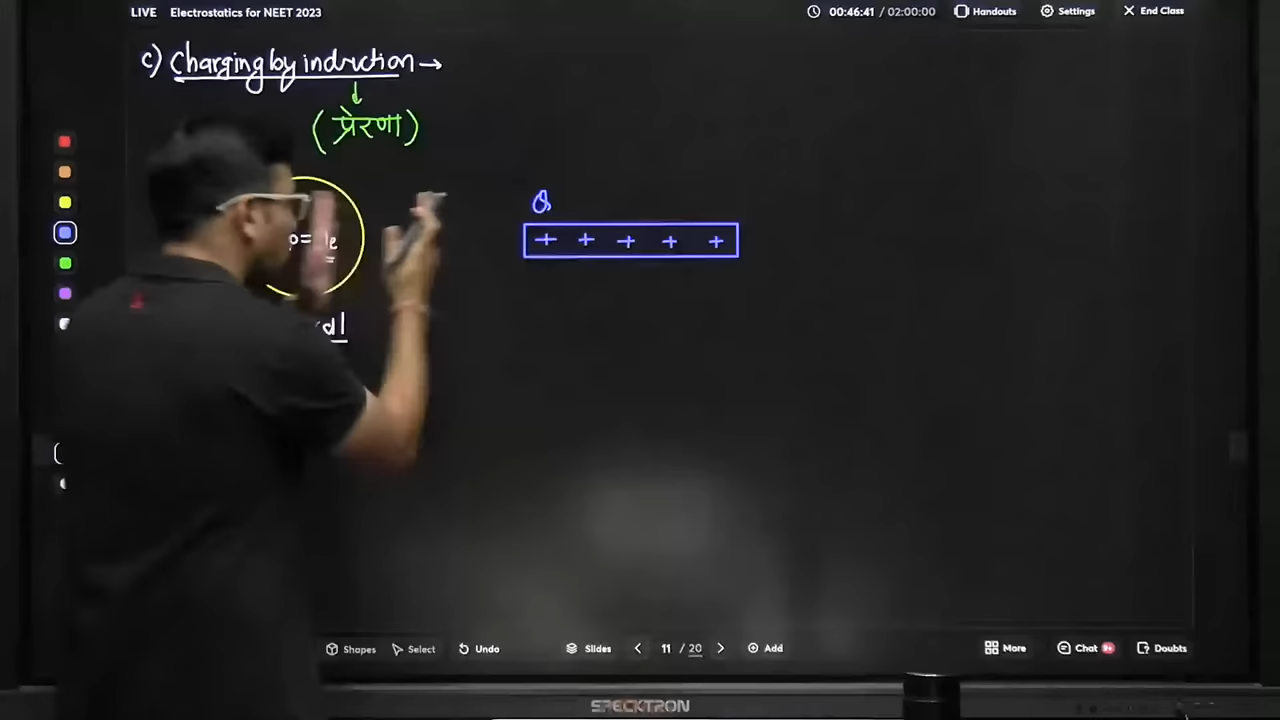 LIVE Electrostatics for NEET 2023 00:46:41 / 02:00:00 Handouts Settings End Class
c) Charging by induction →
(प्रेरणा)
Q
+ + + + +
Shapes Select Undo Slides 11 / 20 Add More Chat 9+ Doubts
SPECKTRON